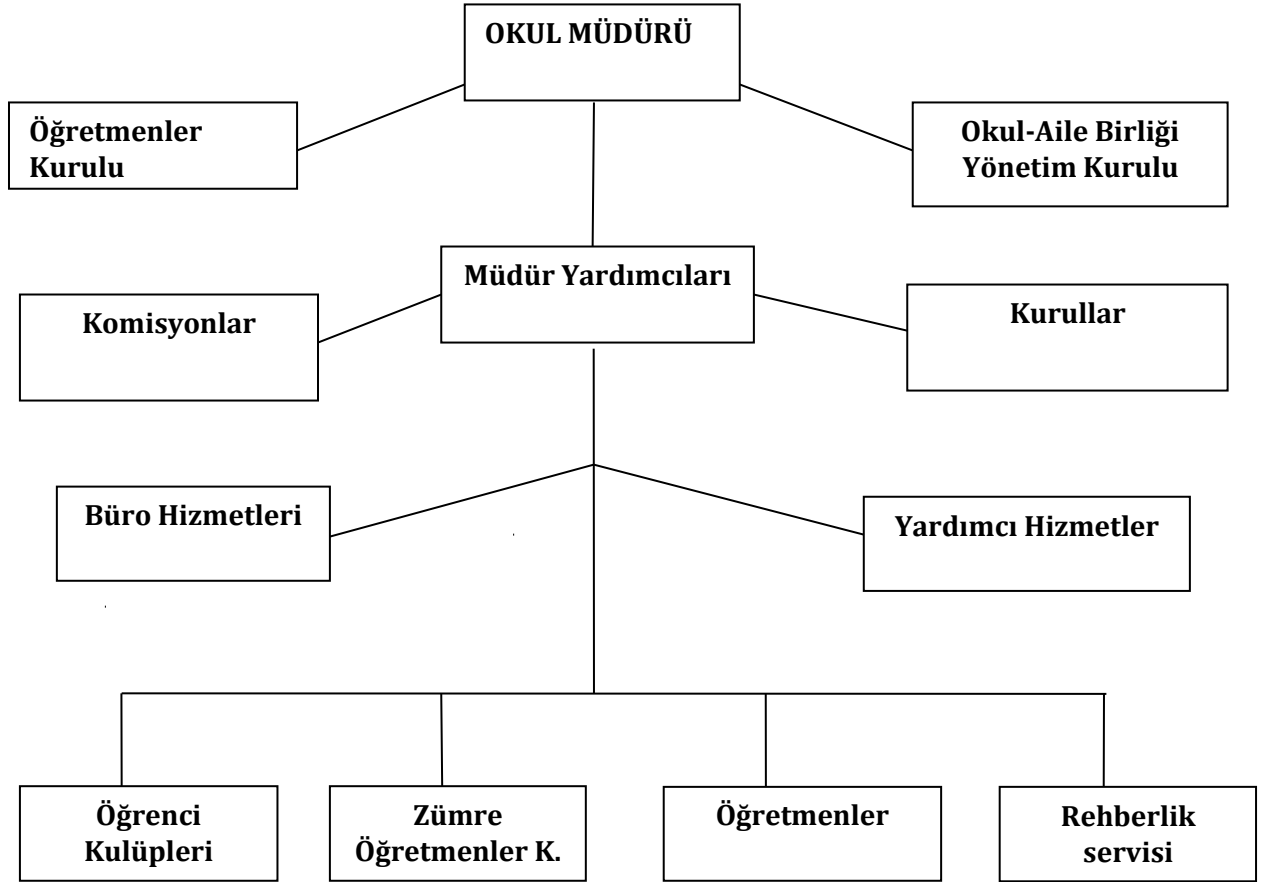 OKUL MÜDÜRÜ
Öğretmenler
Kurulu
Okul-Aile Birliği
Yönetim Kurulu
Müdür Yardımcıları
Komisyonlar
Kurullar
Büro Hizmetleri
Yardımcı Hizmetler
Öğrenci
Kulüpleri
Zümre
Öğretmenler K.
Öğretmenler
Rehberlik
servisi